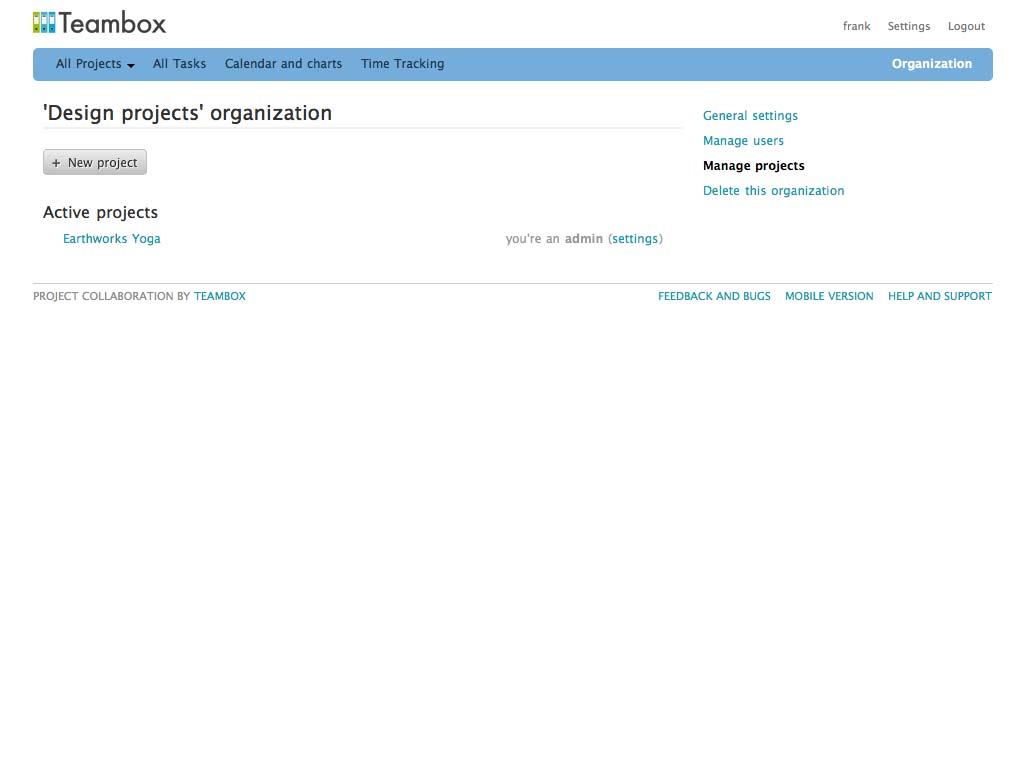 Teambox
frank Settings Logout
All Projects All Tasks Calendar and charts Time Tracking Organization
'Design projects' organization
+ New project
Active projects
Earthworks Yoga you're an admin (settings)
General settings
Manage users
Manage projects
Delete this organization
PROJECT COLLABORATION BY TEAMBOX FEEDBACK AND BUGS MOBILE VERSION HELP AND SUPPORT